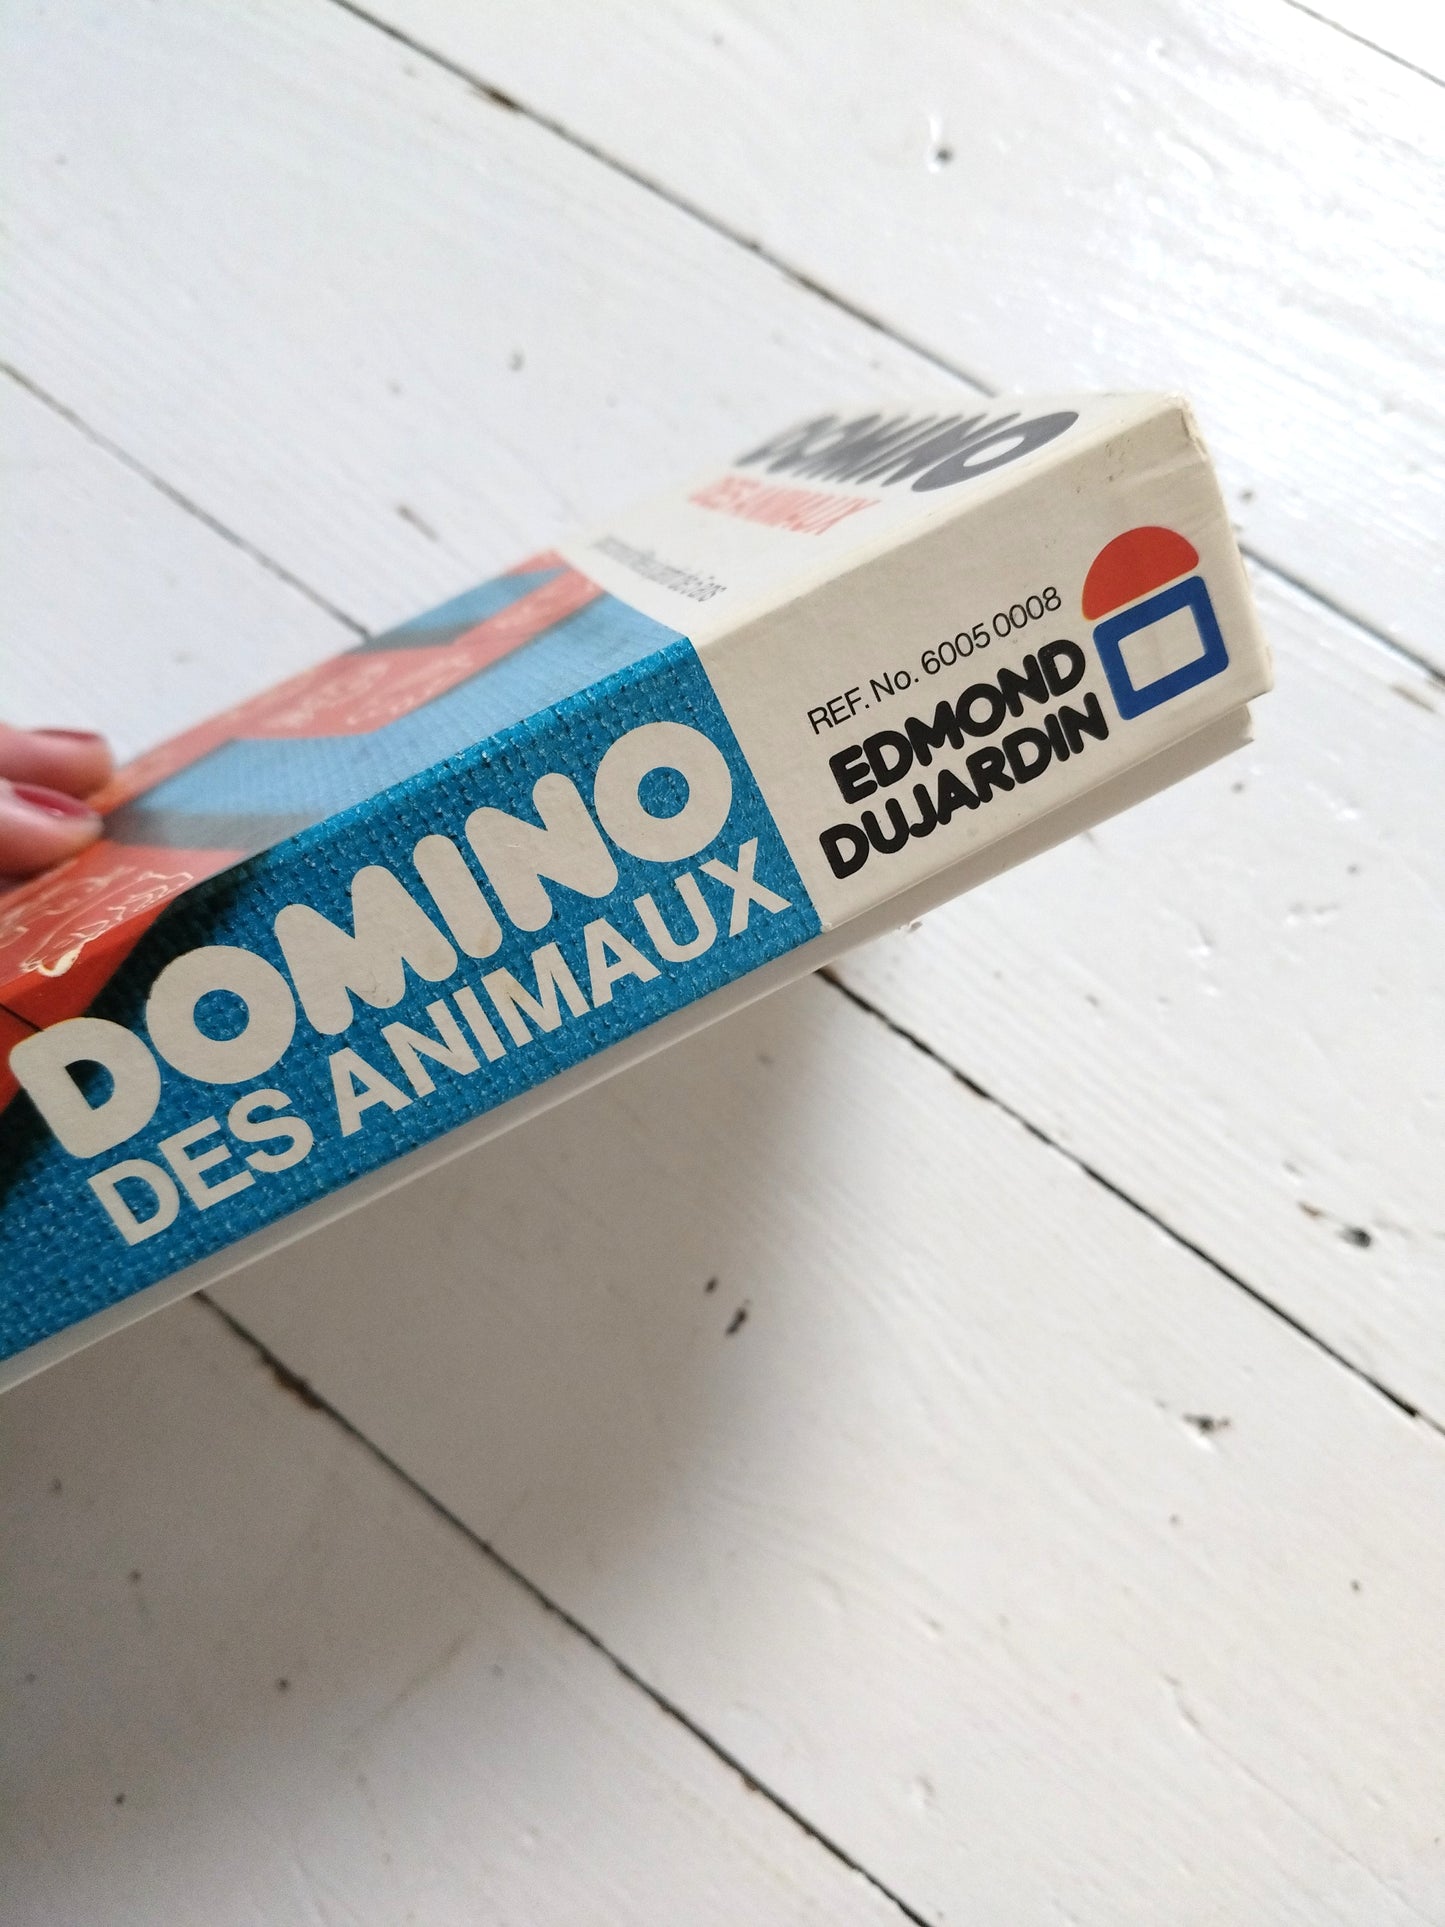 DOMINO
DES ANIMAUX
REF. No. 6005 0008
EDMOND
DUJARDIN
DOMINO
DES ANIMAUX